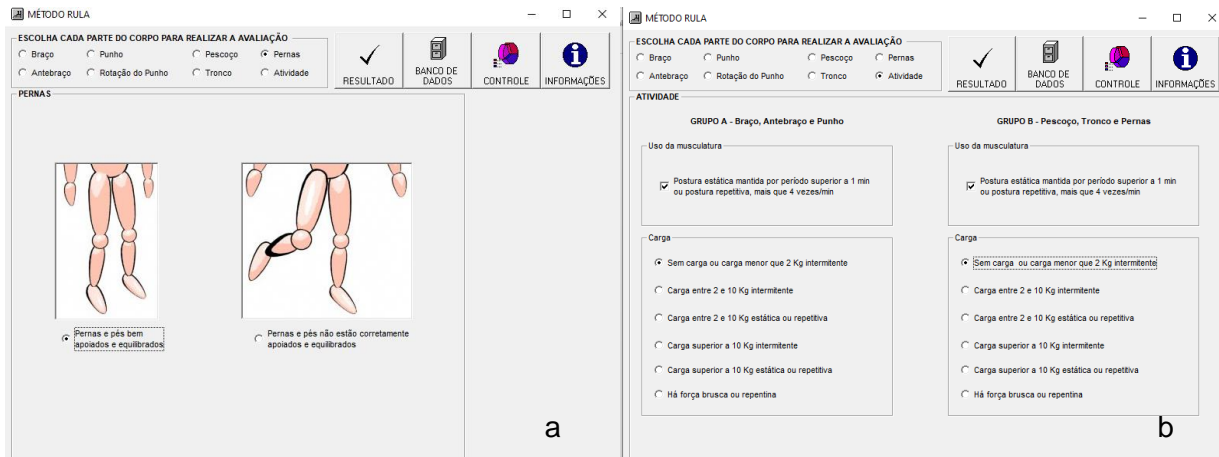 MÉTODO RULA
ESCOLHA CADA PARTE DO CORPO PARA REALIZAR A AVALIAÇÃO
Braço Punho Pescoço Pernas
Antebraço Rotação do Punho Tronco Atividade
RESULTADO
BANCO DE
DADOS
CONTROLE
INFORMAÇÕES
PERNAS
Pernas e pés bem
apoiados e equilibrados
Pernas e pés não estão corretamente
apoiados e equilibrados
a
MÉTODO RULA
ESCOLHA CADA PARTE DO CORPO PARA REALIZAR A AVALIAÇÃO
Braço Punho Pescoço Pernas
Antebraço Rotação do Punho Tronco Atividade
RESULTADO
BANCO DE
DADOS
CONTROLE
INFORMAÇÕES
ATIVIDADE
GRUPO A - Braço, Antebraço e Punho
Uso da musculatura
Postura estática mantida por período superior a 1 min
ou postura repetitiva, mais que 4 vezes/min
Carga
Sem carga ou carga menor que 2 Kg intermitente
Carga entre 2 e 10 Kg intermitente
Carga entre 2 e 10 Kg estática ou repetitiva
Carga superior a 10 Kg intermitente
Carga superior a 10 Kg estática ou repetitiva
Há força brusca ou repentina
GRUPO B - Pescoço, Tronco e Pernas
Uso da musculatura
Postura estática mantida por período superior a 1 min
ou postura repetitiva, mais que 4 vezes/min
Carga
Sem carga ou carga menor que 2 Kg intermitente
Carga entre 2 e 10 Kg intermitente
Carga entre 2 e 10 Kg estática ou repetitiva
Carga superior a 10 Kg intermitente
Carga superior a 10 Kg estática ou repetitiva
Há força brusca ou repentina
b